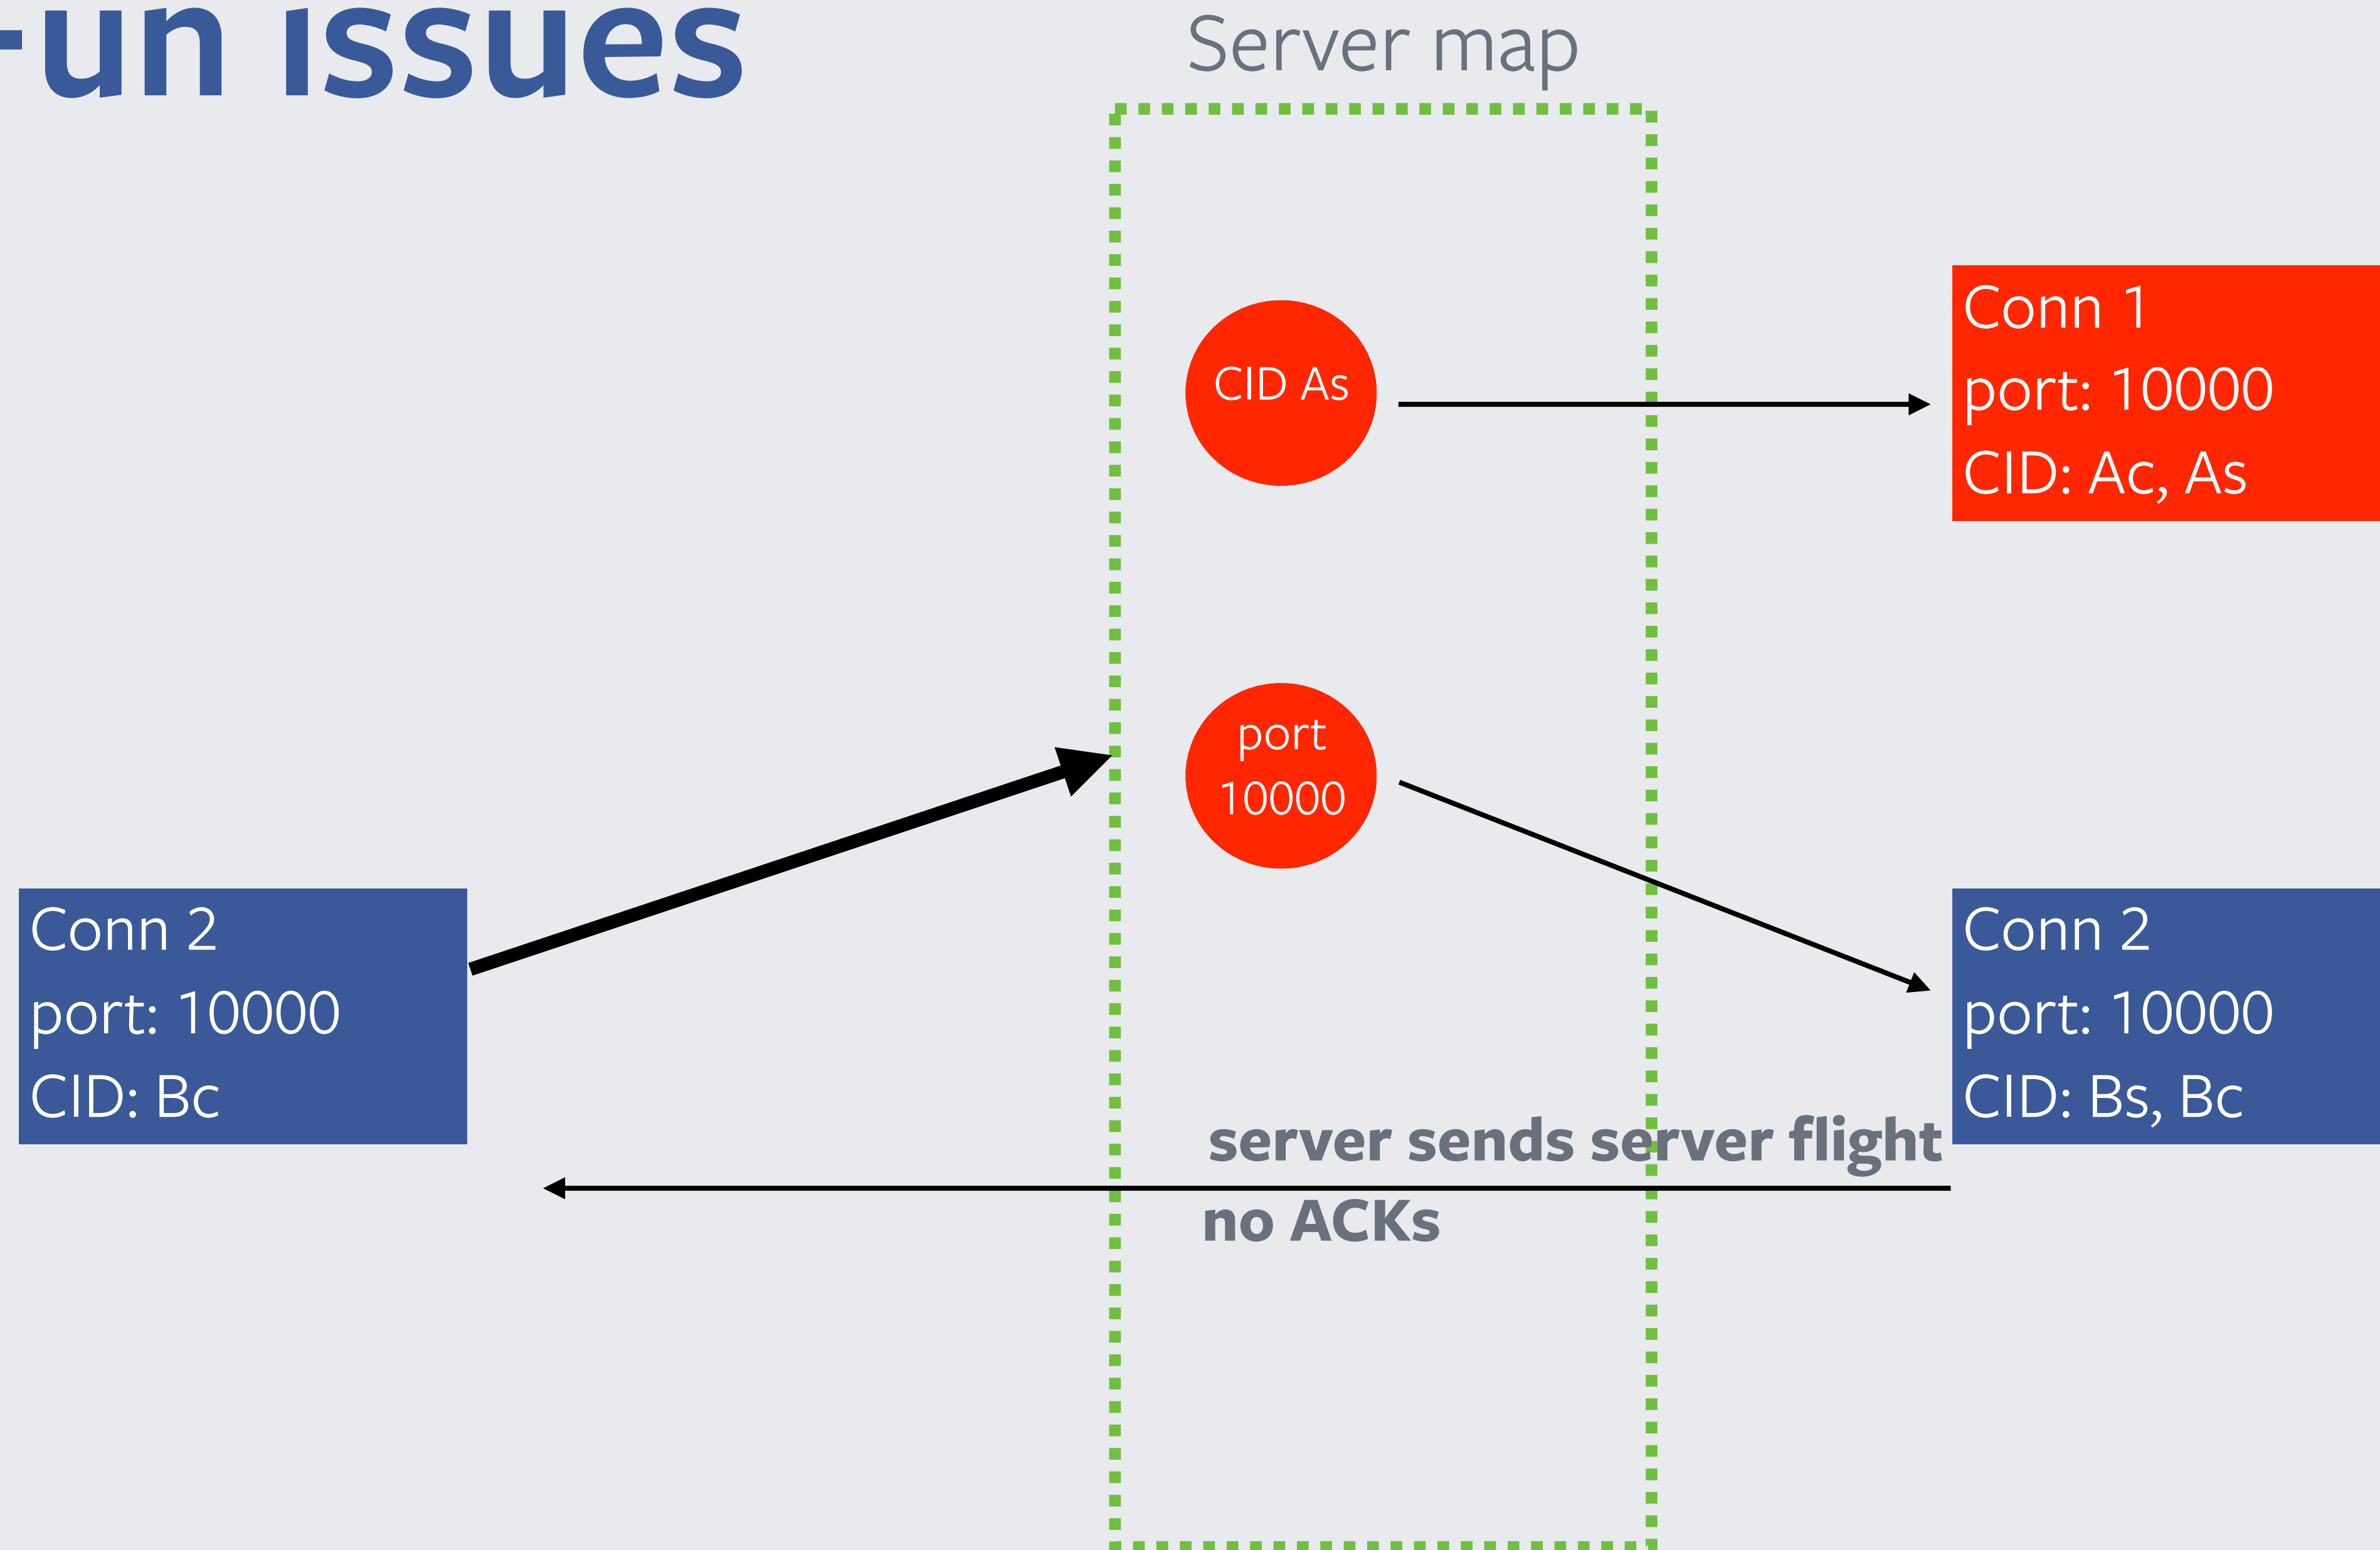 -un issues
Server map
CID As
Conn 1
port: 10000
CID: Ac, As
port
10000
Conn 2
port: 10000
CID: Bc
Conn 2
port: 10000
CID: Bs, Bc
server sends server flight
no ACKs